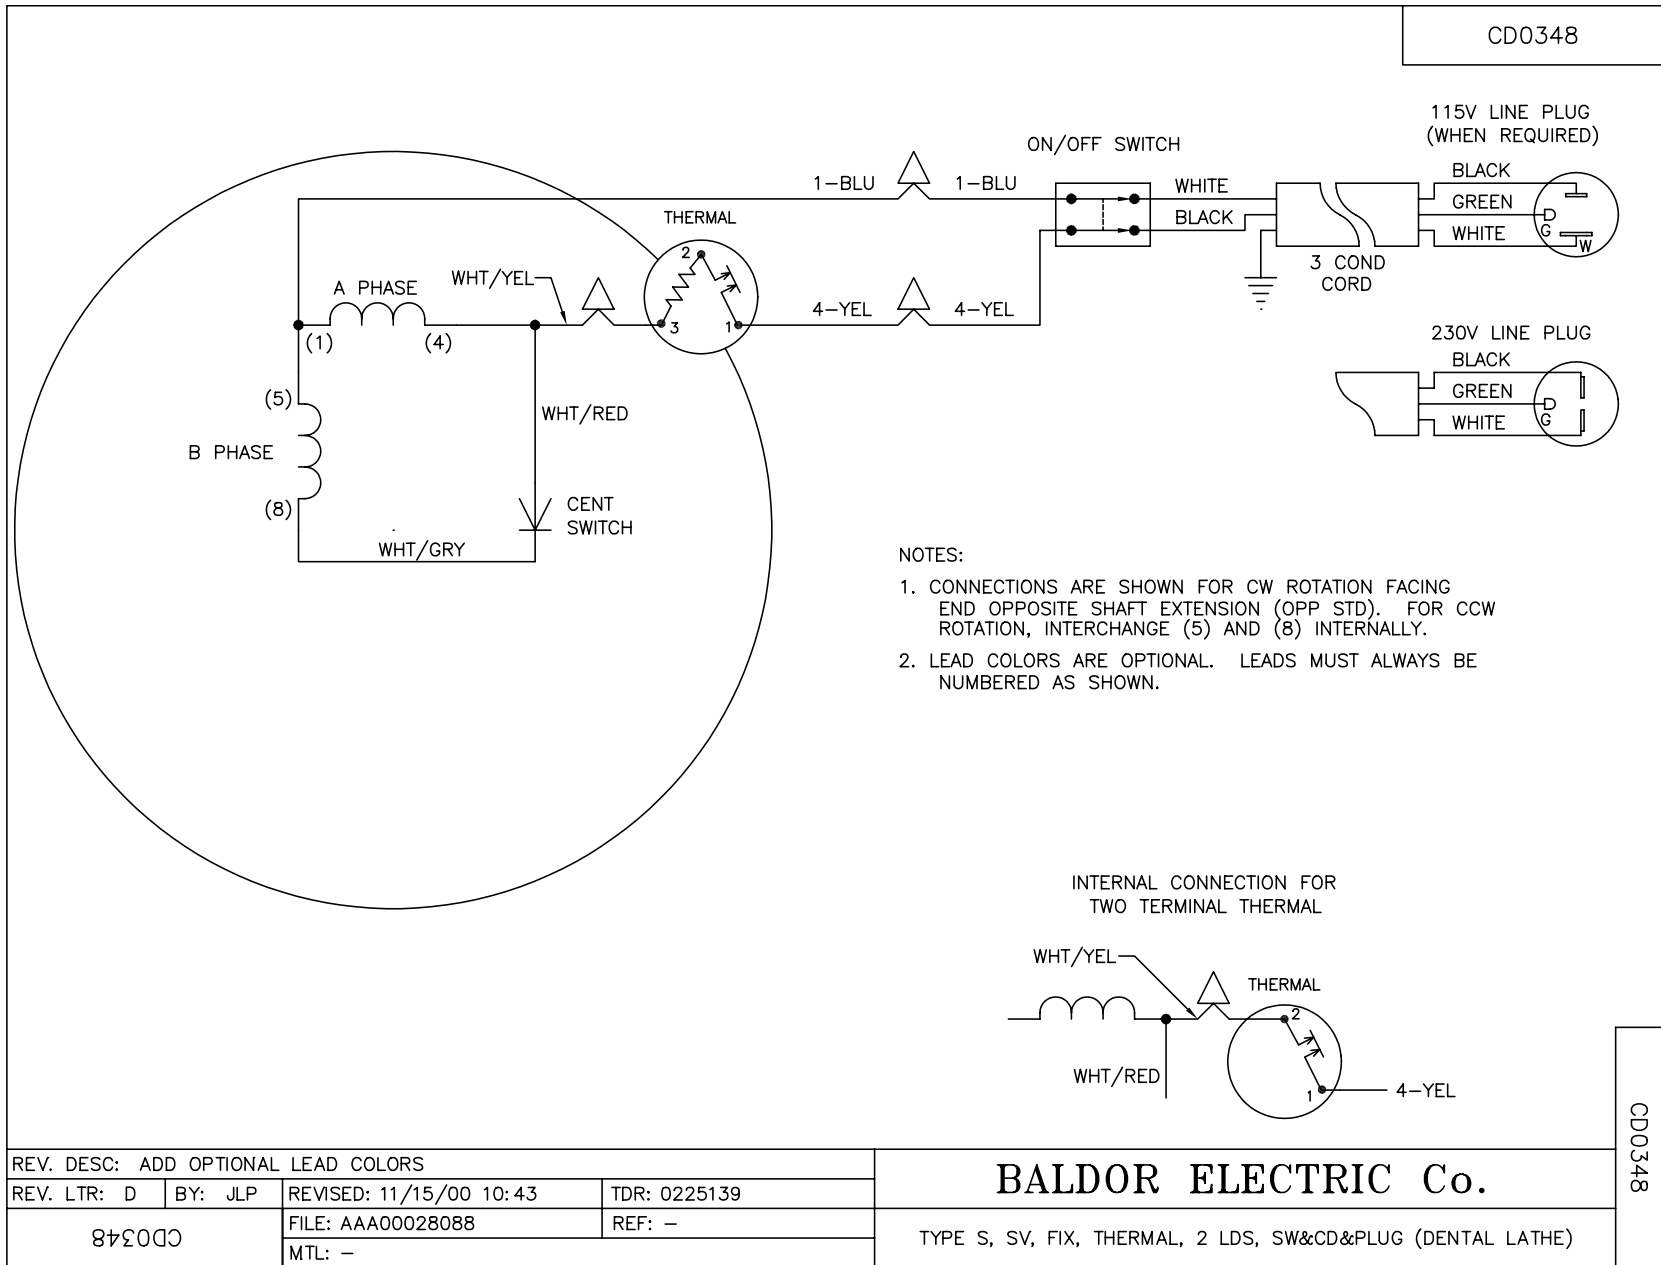 CD0348
115V LINE PLUG
(WHEN REQUIRED)
ON/OFF SWITCH
BLACK
1-BLU
1-BLU
WHITE
GREEN
THERMAL
BLACK
WHITE
G
W
2
3 COND
CORD
WHT/YEL
A PHASE
4-YEL
4-YEL
3
1
(1)
(4)
230V LINE PLUG
BLACK
GREEN
(5)
WHT/RED
WHITE
G
B PHASE
(8)
CENT
SWITCH
WHT/GRY
NOTES:
1. CONNECTIONS ARE SHOWN FOR CW ROTATION FACING
END OPPOSITE SHAFT EXTENSION (OPP STD). FOR CCW
ROTATION, INTERCHANGE (5) AND (8) INTERNALLY.
2. LEAD COLORS ARE OPTIONAL. LEADS MUST ALWAYS BE
NUMBERED AS SHOWN.
INTERNAL CONNECTION FOR
TWO TERMINAL THERMAL
WHT/YEL
THERMAL
2
WHT/RED
1
4-YEL
CD0348
REV. DESC: ADD OPTIONAL LEAD COLORS
REV. LTR: D
BY: JLP
REVISED: 11/15/00 10:43
TDR: 0225139
BALDOR ELECTRIC Co.
CD0348
FILE: AAA00028088
REF: -
MTL: -
TYPE S, SV, FIX, THERMAL, 2 LDS, SW&CD&PLUG (DENTAL LATHE)